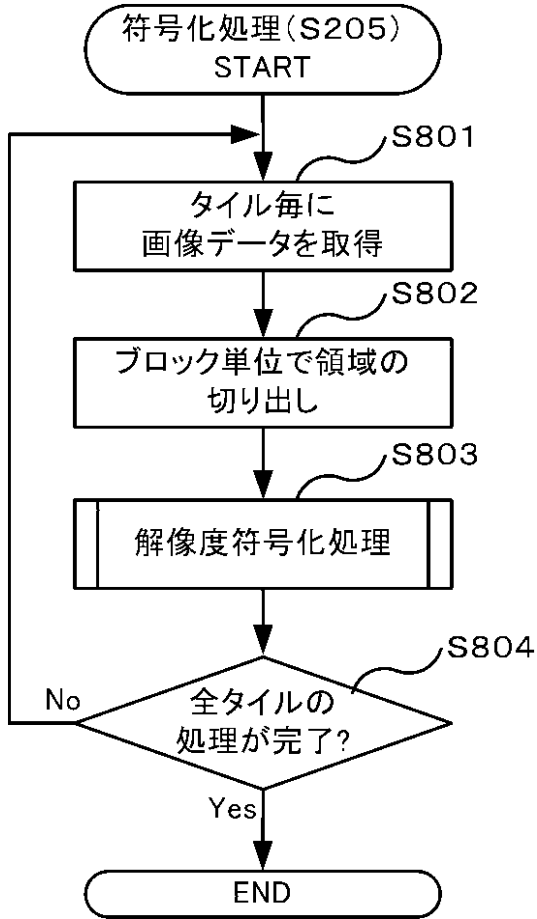 符号化処理(S205)
START
S801
タイル毎に
画像データを取得
S802
ブロック単位で領域の
切り出し
S803
解像度符号化処理
S804
全タイルの
処理が完了?
No
Yes
END